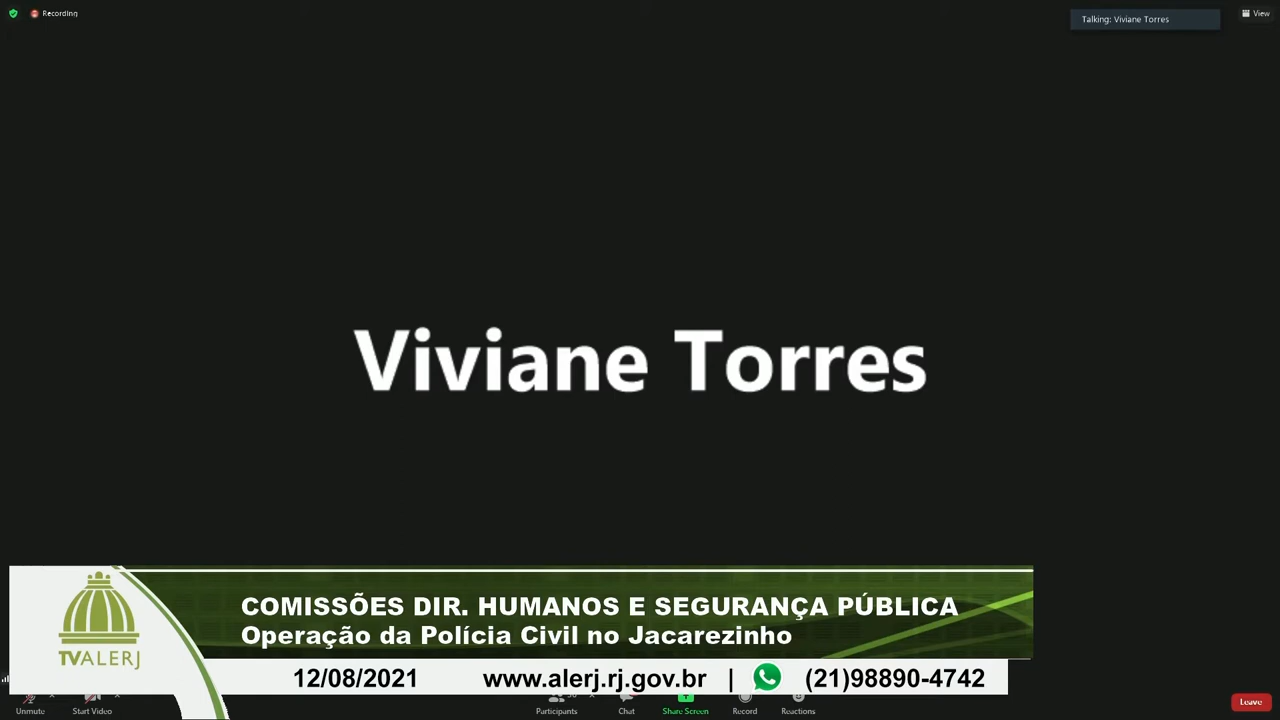 Recording
Talking: Viviane Torres
View
Viviane Torres
COMISSÕES DIR. HUMANOS E SEGURANÇA PÚBLICA
Operação da Polícia Civil no Jacarezinho
TVALERJ
12/08/2021 www.alerj.rj.gov.br | (21)98890-4742
Unmute Start Video Participants Chat Share Screen Record Reactions Leave